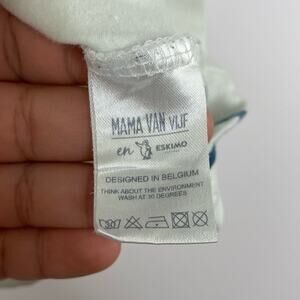 MAMA VAN VIJF
en ESKIMO
DESIGNED IN BELGIUM
THINK ABOUT THE ENVIRONMENT
WASH AT 30 DEGREES